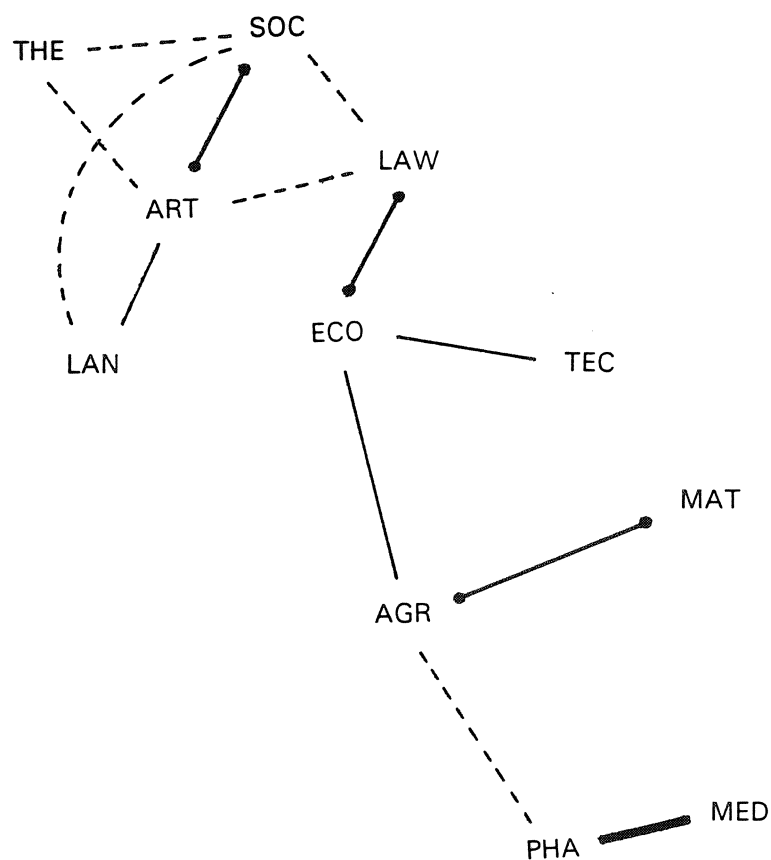 SOC
THE
LAW
ART
ECO
LAN
TEC
MAT
AGR
MED
PHA